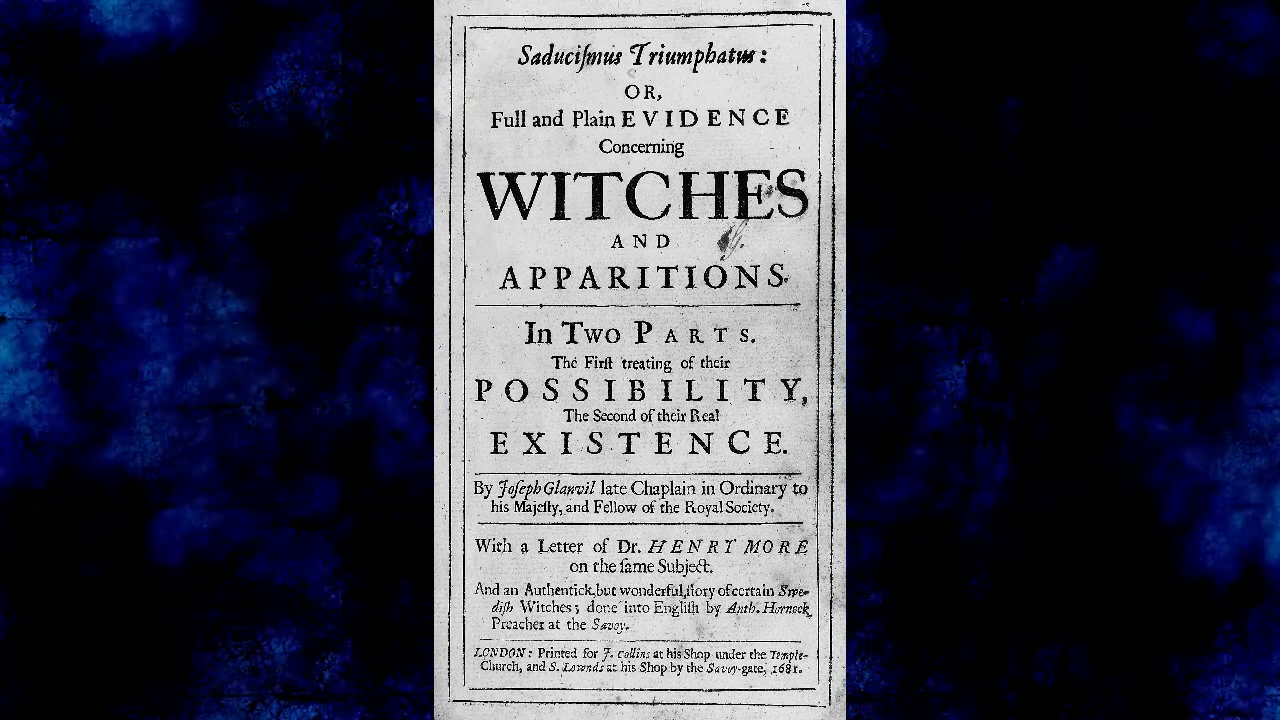 Saduciſmus Triumphatus:
OR,
Full and Plain EVIDENCE
Concerning
WITCHES
AND
APPARITIONS.
In Two PARTS.
The Firſt treating of their
POSSIBILITY,
The Second of their Real
EXISTENCE.
By Joſeph Glanvil late Chaplain in Ordinary to
his Majeſty, and Fellow of the Royal Society.
With a Letter of Dr. HENRY MORE
on the ſame Subject.
And an Authentick, but wonderful ſtory of certain Swe-
diſh Witches; done into Engliſh by Anth. Horneck
Preacher at the Savoy.
LONDON: Printed for J. Collins at his Shop under the Temple-
Church, and S. Lownds at his Shop by the Savoy-gate, 1681.